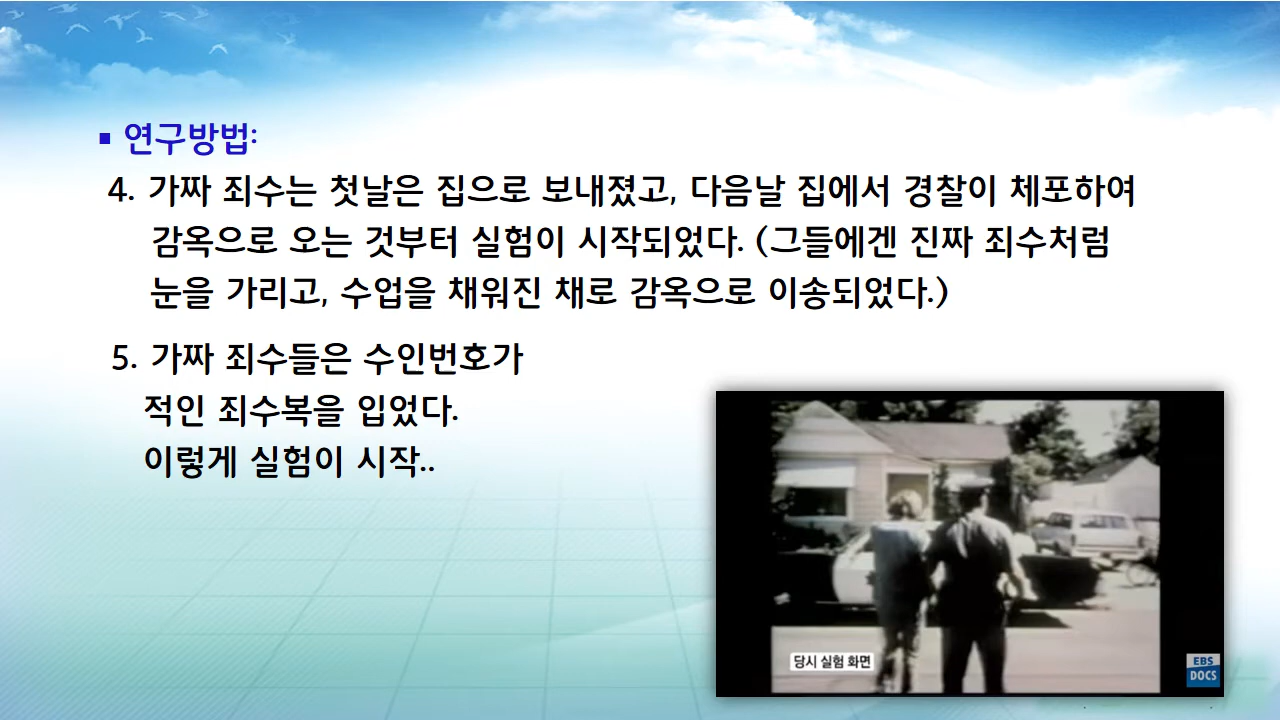 ▪ 연구방법:
4. 가짜 죄수는 첫날은 집으로 보내졌고, 다음날 집에서 경찰이 체포하여
감옥으로 오는 것부터 실험이 시작되었다. (그들에겐 진짜 죄수처럼
눈을 가리고, 수업을 채워진 채로 감옥으로 이송되었다.)
5. 가짜 죄수들은 수인번호가
적인 죄수복을 입었다.
이렇게 실험이 시작..
당시 실험 화면
EBS
DOCS